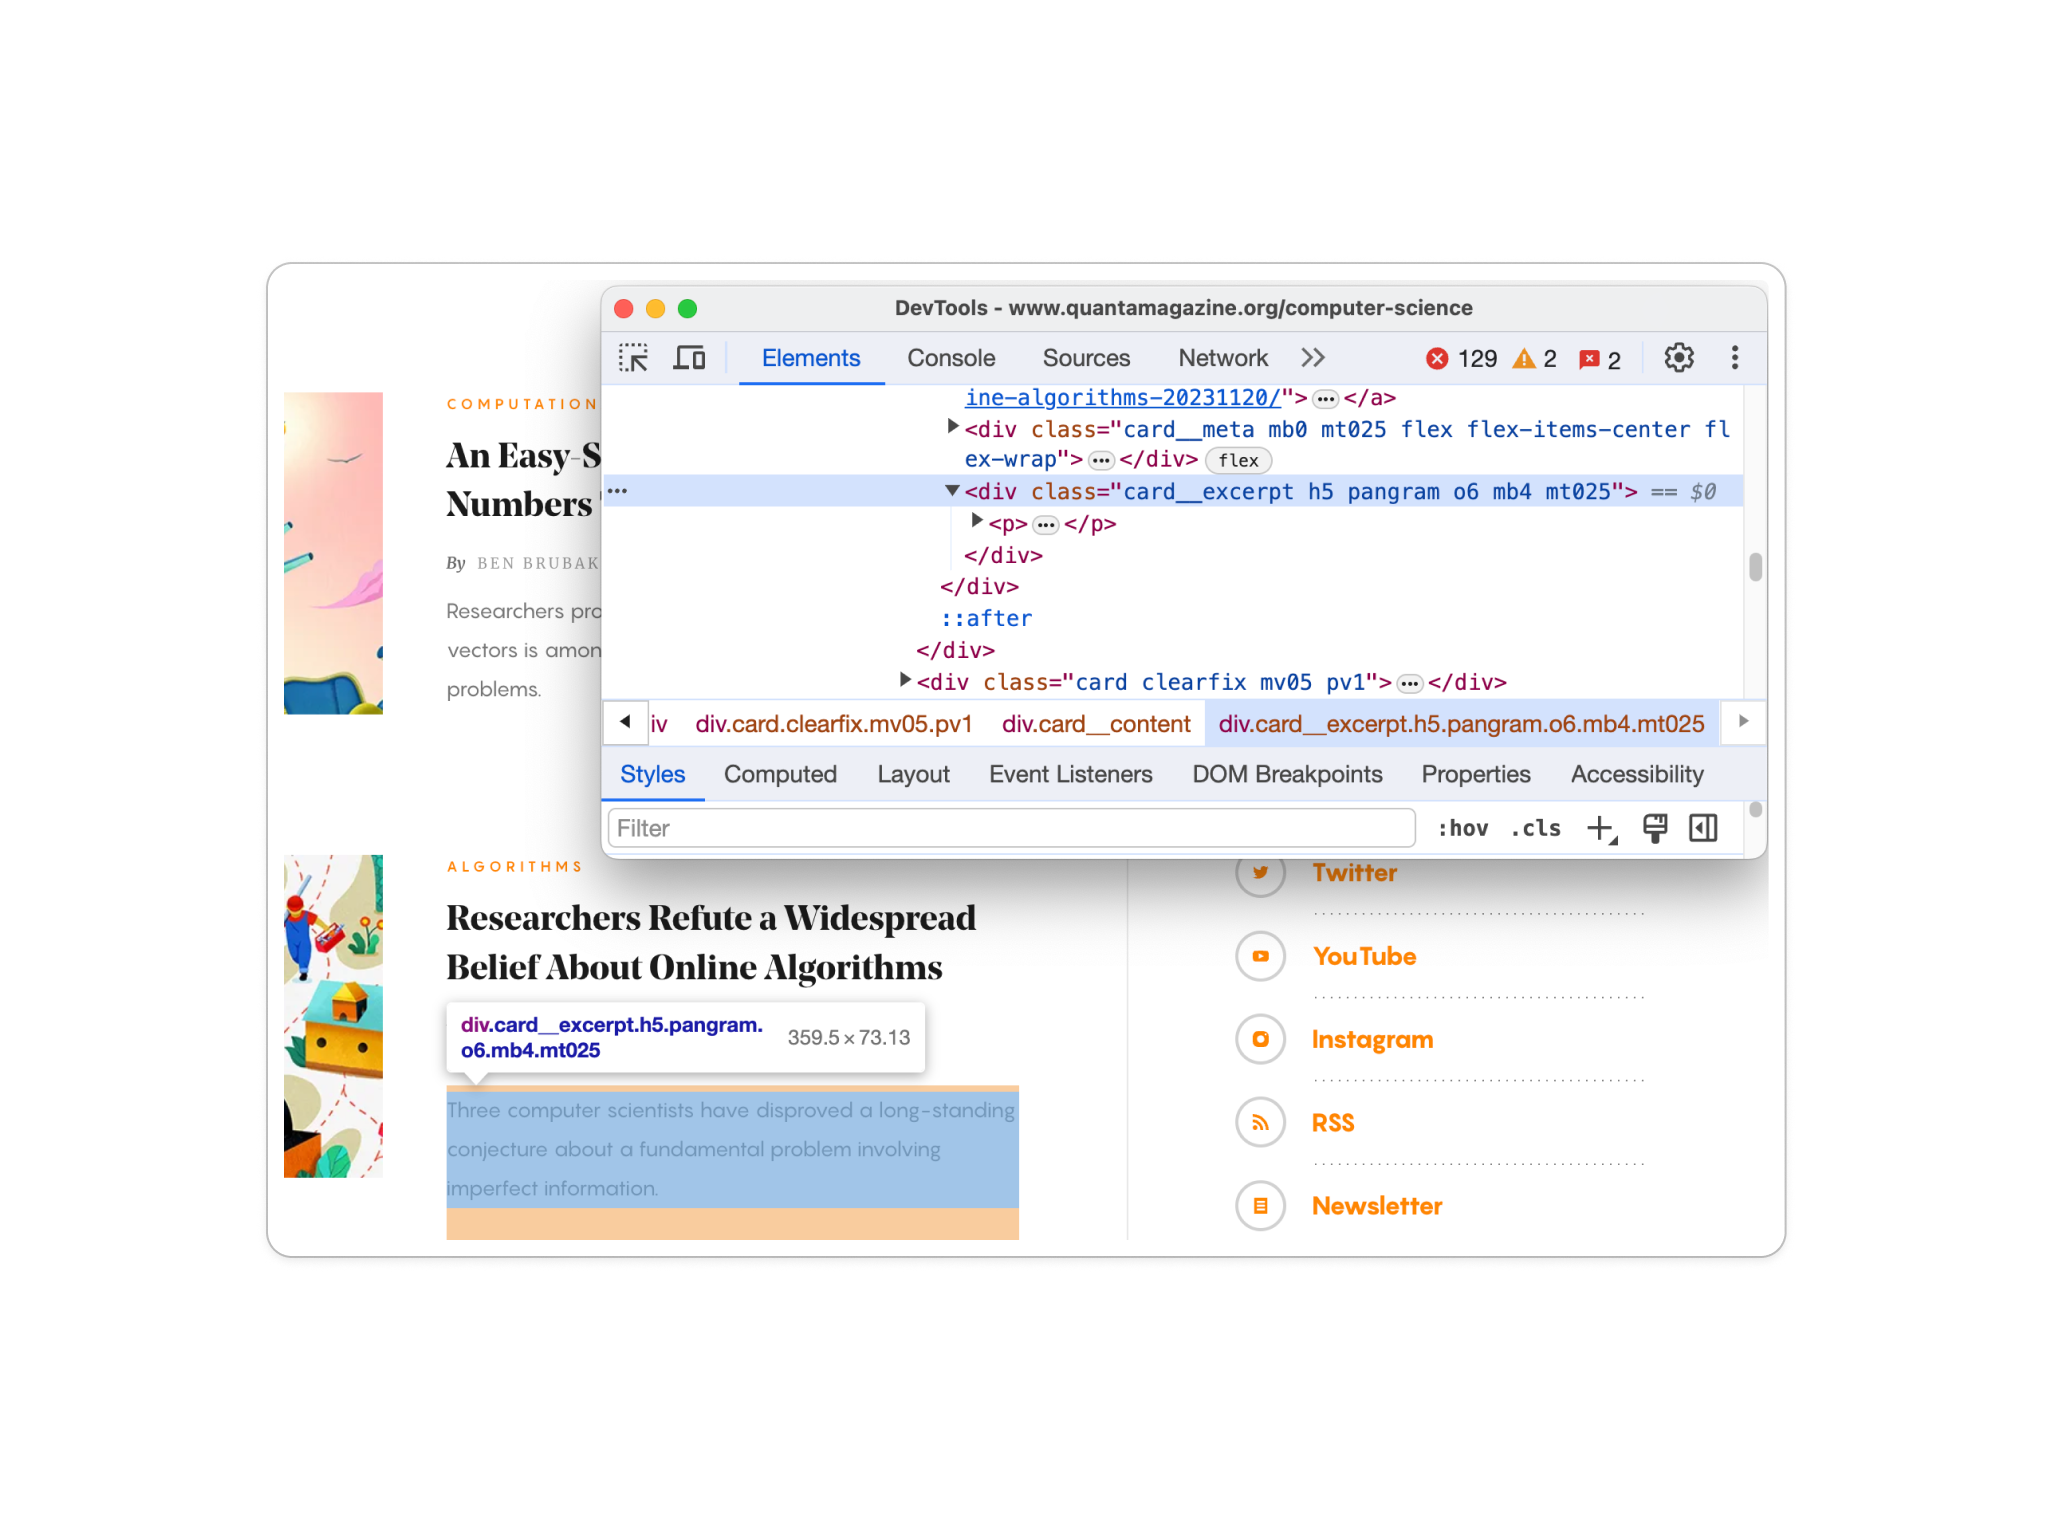 DevTools - www.quantamagazine.org/computer-science
Elements Console Sources Network 129 2 2
ine-algorithms-20231120/">…</a>
<div class="card__meta mb0 mt025 flex flex-items-center fl
ex-wrap">…</div> flex
… <div class="card__excerpt h5 pangram o6 mb4 mt025"> == $0
<p>…</p>
</div>
</div>
::after
</div>
<div class="card clearfix mv05 pv1">…</div>
iv div.card.clearfix.mv05.pv1 div.card__content div.card__excerpt.h5.pangram.o6.mb4.mt025
Styles Computed Layout Event Listeners DOM Breakpoints Properties Accessibility
Filter :hov .cls
COMPUTATION
An Easy-S
Numbers
By BEN BRUBAK
Researchers pro
vectors is amon
problems.
ALGORITHMS
Researchers Refute a Widespread
Belief About Online Algorithms
div.card__excerpt.h5.pangram.
o6.mb4.mt025
359.5 × 73.13
Three computer scientists have disproved a long-standing
conjecture about a fundamental problem involving
imperfect information.
Twitter
YouTube
Instagram
RSS
Newsletter